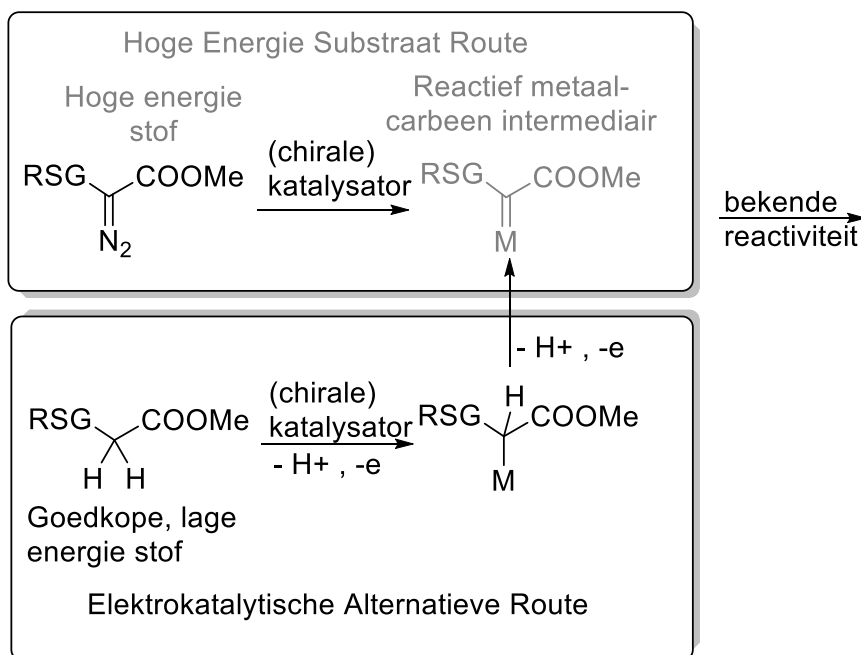 Hoge Energie Substraat Route
Hoge energie
stof
Reactief metaal-
carbeen intermediair
RSG COOMe
N2
(chirale)
katalysator
RSG COOMe
M
bekende
reactiviteit
- H+ , -e
RSG COOMe
H H
(chirale)
katalysator
- H+ , -e
H
RSG COOMe
M
Goedkope, lage
energie stof
Elektrokatalytische Alternatieve Route